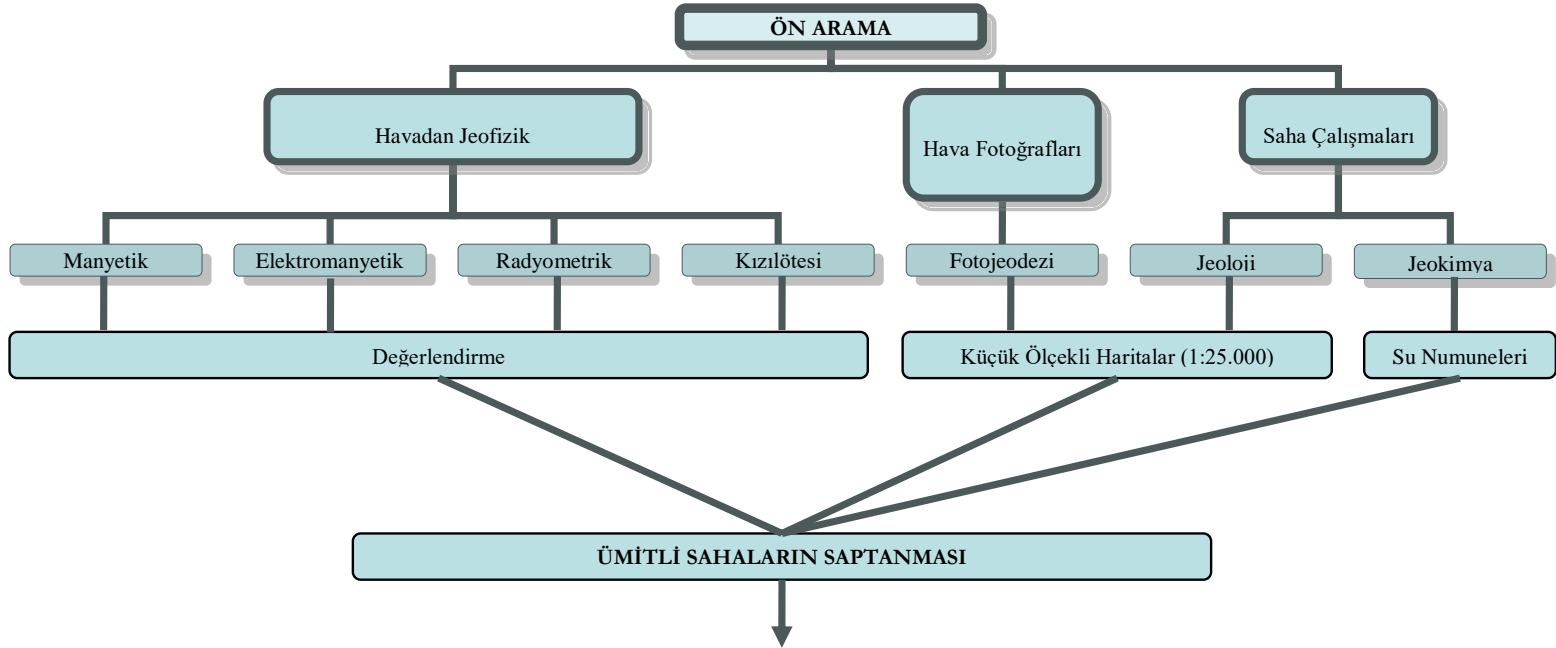 ÖN ARAMA
Havadan Jeofizik
Hava Fotoğrafları
Saha Çalışmaları
Manyetik
Elektromanyetik
Radyometrik
Kızılötesi
Fotojeodezi
Jeoloji
Jeokimya
Değerlendirme
Küçük Ölçekli Haritalar (1:25.000)
Su Numuneleri
ÜMİTLİ SAHALARIN SAPTANMASI